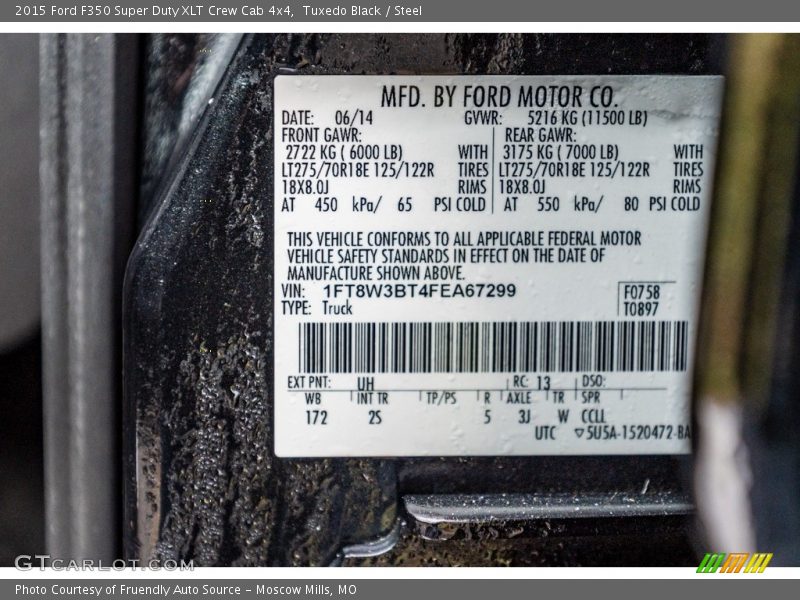 2015 Ford F350 Super Duty XLT Crew Cab 4x4, Tuxedo Black / Steel
MFD. BY FORD MOTOR CO.
DATE: 06/14 GVWR: 5216 KG (11500 LB)
FRONT GAWR: REAR GAWR:
2722 KG ( 6000 LB) WITH 3175 KG ( 7000 LB) WITH
LT275/70R18E 125/122R TIRES LT275/70R18E 125/122R TIRES
18X8.0J RIMS 18X8.0J RIMS
AT 450 kPa/ 65 PSI COLD AT 550 kPa/ 80 PSI COLD
THIS VEHICLE CONFORMS TO ALL APPLICABLE FEDERAL MOTOR
VEHICLE SAFETY STANDARDS IN EFFECT ON THE DATE OF
MANUFACTURE SHOWN ABOVE.
VIN: 1FT8W3BT4FEA67299 F0758
TYPE: Truck T0897
EXT PNT: UH RC: 13 DSO:
WB INT TR TP/PS R AXLE TR SPR
172 2S 5 3J W CCLL
UTC ▽5U5A-1520472-BA
GTCARLOT.COM
Photo Courtesy of Fruendly Auto Source – Moscow Mills, MO